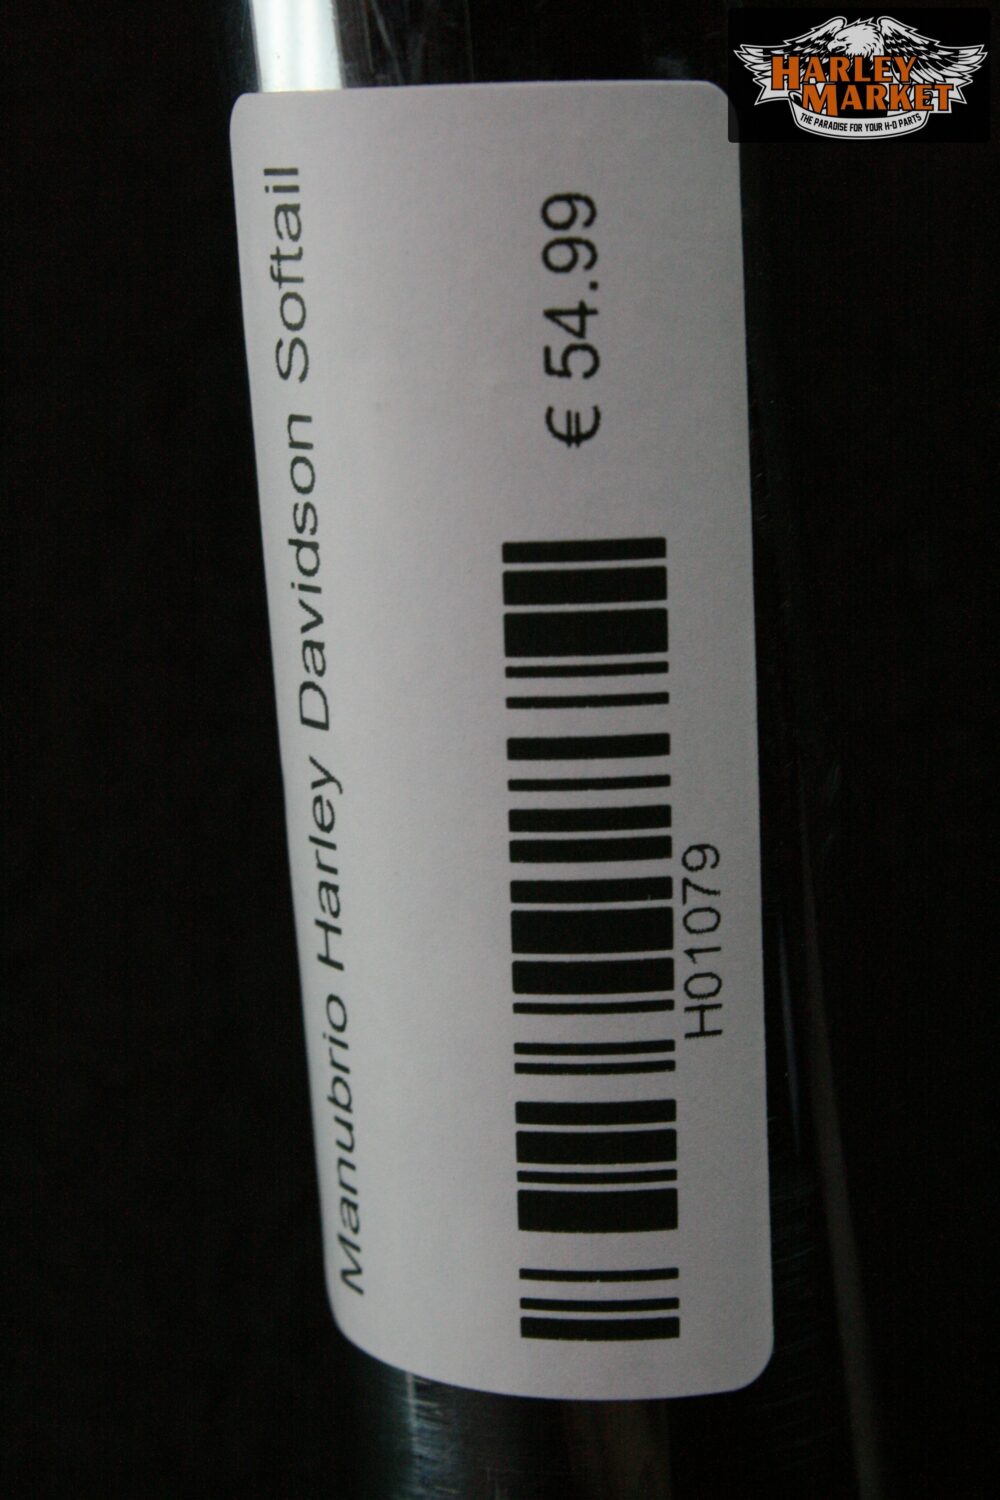 HARLEY
MARKET
THE PARADISE FOR YOUR H-D PARTS
Manubrio Harley Davidson Softail
€ 54.99
H01079